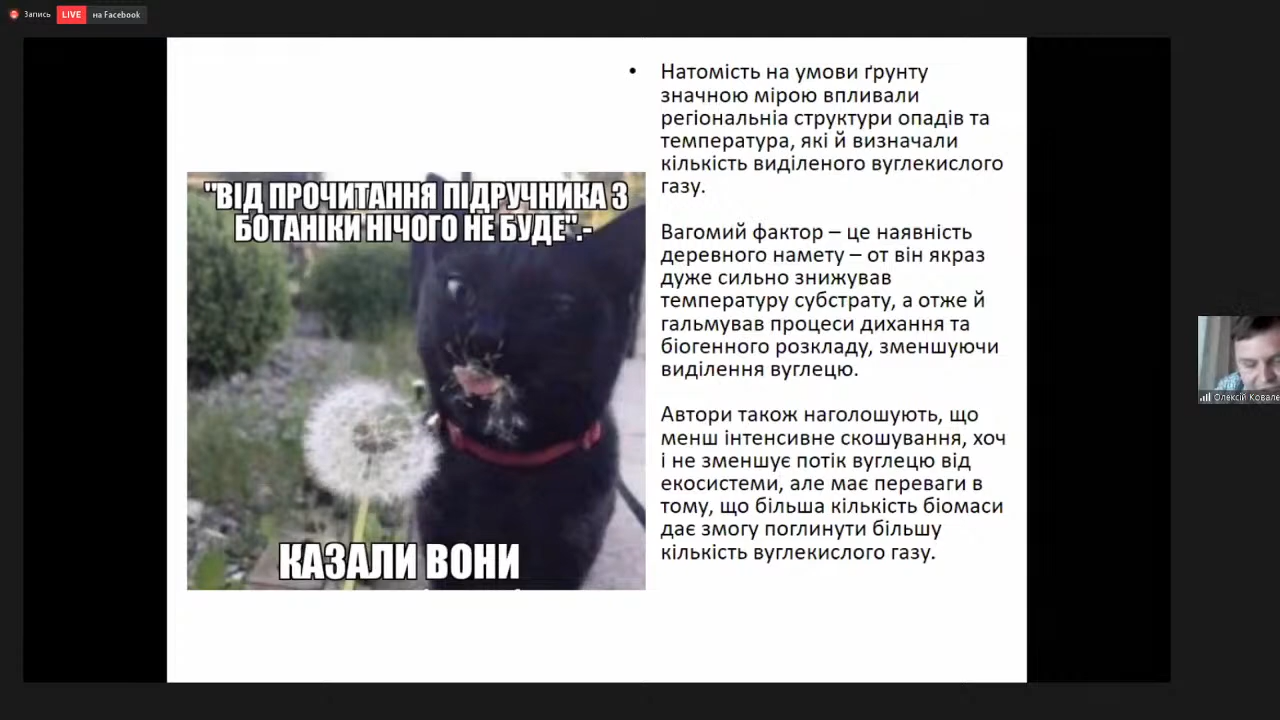 Запись
LIVE
на Facebook
Натомість на умови ґрунту
значною мірою впливали
регіональніа структури опадів та
температура, які й визначали
кількість виділеного вуглекислого
газу.
Вагомий фактор – це наявність
деревного намету – от він якраз
дуже сильно знижував
температуру субстрату, а отже й
гальмував процеси дихання та
біогенного розкладу, зменшуючи
виділення вуглецю.
Автори також наголошують, що
менш інтенсивне скошування, хоч
і не зменшує потік вуглецю від
екосистеми, але має переваги в
тому, що більша кількість біомаси
дає змогу поглинути більшу
кількість вуглекислого газу.
"ВІД ПРОЧИТАННЯ ПІДРУЧНИКА З
БОТАНІКИ НІЧОГО НЕ БУДЕ".-
КАЗАЛИ ВОНИ
Олексій Ковале